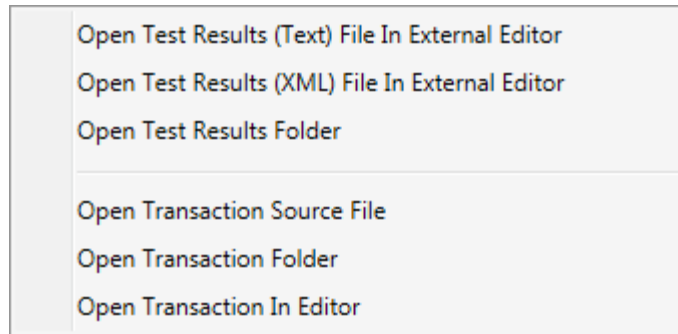 Open Test Results (Text) File In External Editor
Open Test Results (XML) File In External Editor
Open Test Results Folder
Open Transaction Source File
Open Transaction Folder
Open Transaction In Editor